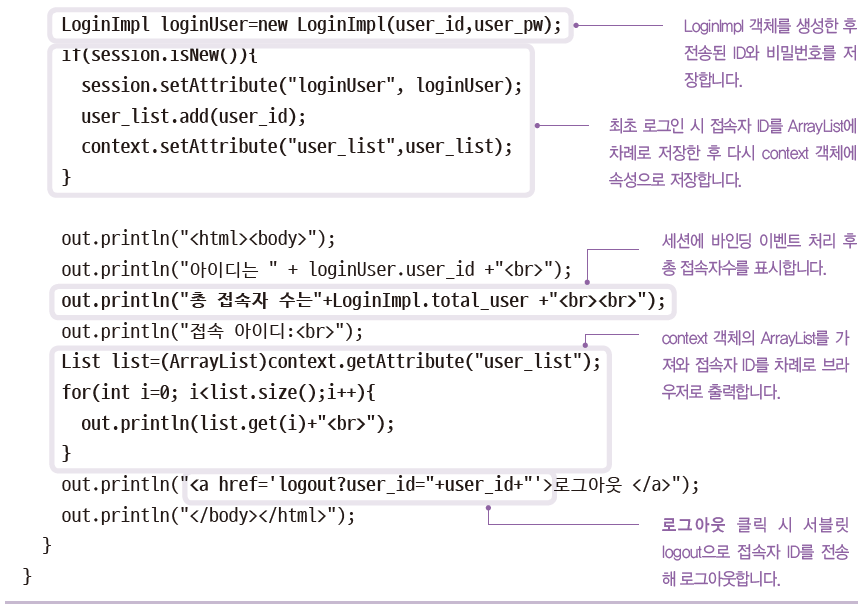 LoginImpl loginUser=new LoginImpl(user_id,user_pw);
LoginImpl 객체를 생성한 후
전송된 ID와 비밀번호를 저
장합니다.
if(session.isNew()){
session.setAttribute("loginUser", loginUser);
user_list.add(user_id);
context.setAttribute("user_list",user_list);
}
최초 로그인 시 접속자 ID를 ArrayList에
차례로 저장한 후 다시 context 객체에
속성으로 저장합니다.
out.println("<html><body>");
out.println("아이디는 " + loginUser.user_id +"<br>");
out.println("총 접속자 수는"+LoginImpl.total_user +"<br><br>");
세션에 바인딩 이벤트 처리 후
총 접속자수를 표시합니다.
out.println("접속 아이디:<br>");
List list=(ArrayList)context.getAttribute("user_list");
for(int i=0; i<list.size();i++){
out.println(list.get(i)+"<br>");
}
context 객체의 ArrayList를 가
져와 접속자 ID를 차례로 브라
우저로 출력합니다.
out.println("<a href='logout?user_id="+user_id+"'>로그아웃 </a>");
out.println("</body></html>");
로그아웃 클릭 시 서블릿
logout으로 접속자 ID를 전송
해 로그아웃합니다.
}
}